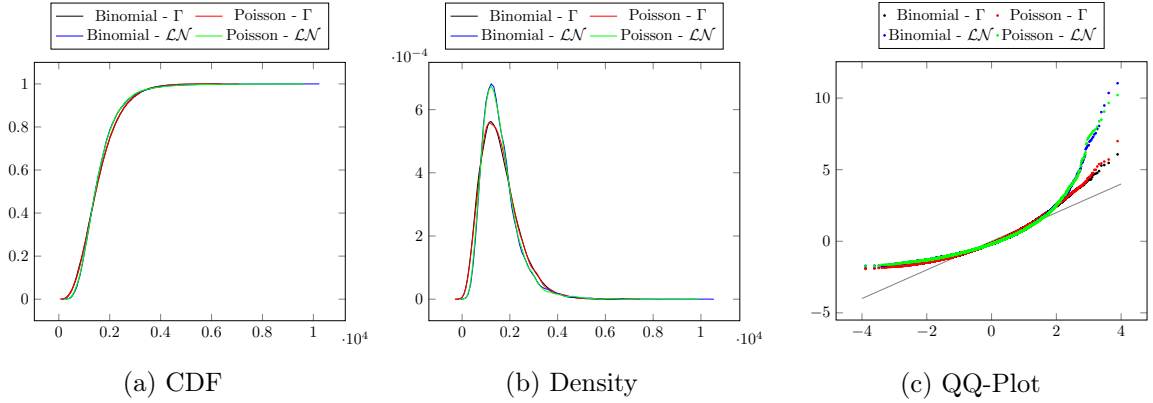 Binomial - Γ Poisson - Γ
Binomial - ℒ𝒩 Poisson - ℒ𝒩
1
0.8
0.6
0.4
0.2
0
0 0.2 0.4 0.6 0.8 1
·10⁴
(a) CDF
Binomial - Γ Poisson - Γ
Binomial - ℒ𝒩 Poisson - ℒ𝒩
·10⁻⁴
6
4
2
0
0 0.2 0.4 0.6 0.8 1
·10⁴
(b) Density
Binomial - Γ Poisson - Γ
Binomial - ℒ𝒩 Poisson - ℒ𝒩
10
5
0
−5
−4 −2 0 2 4
(c) QQ-Plot